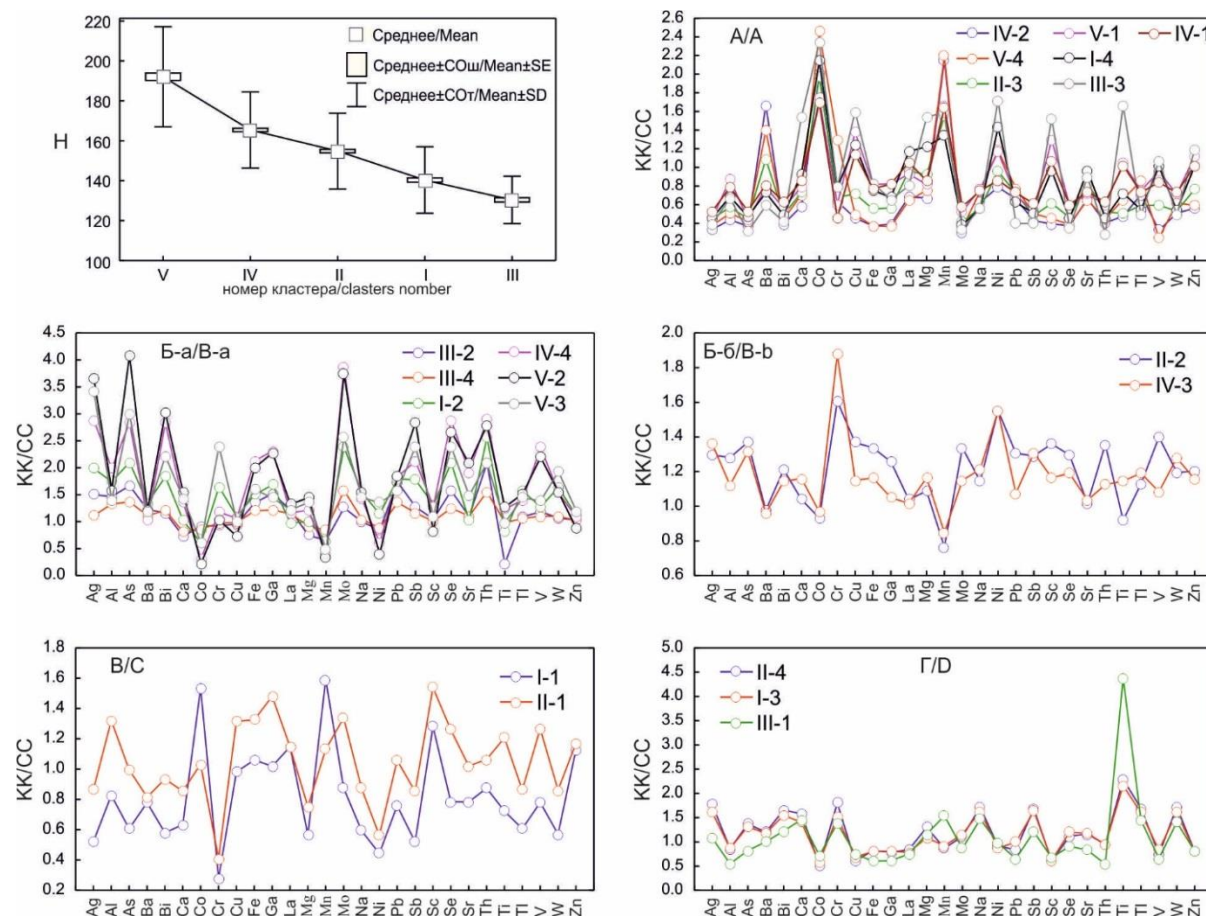 220
200
180
160
140
120
100
H
Среднее/Mean
Среднее±СОш/Mean±SE
Среднее±СОт/Mean±SD
V IV II I III
номер кластера/clasters number
А/A
IV-2 V-1 IV-1
V-4 I-4
II-3 III-3
КК/СС
2.6
2.4
2.2
2.0
1.8
1.6
1.4
1.2
1.0
0.8
0.6
0.4
0.2
0.0
Ag Al As Ba Bi Ca Co Cr Cu Fe Ga La Mg Mn Mo Na Ni Pb Sb Sc Se Sr Th Ti Tl V W Zn
Б-а/B-a
III-2 IV-4
III-4 V-2
I-2 V-3
КК/СС
4.5
4.0
3.5
3.0
2.5
2.0
1.5
1.0
0.5
0.0
Ag Al As Ba Bi Ca Co Cr Cu Fe Ga La Mg Mn Mo Na Ni Pb Sb Sc Se Sr Th Ti Tl V W Zn
Б-б/B-b
II-2
IV-3
КК/СС
2.0
1.8
1.6
1.4
1.2
1.0
0.8
0.6
Ag Al As Ba Bi Ca Co Cr Cu Fe Ga La Mg Mn Mo Na Ni Pb Sb Sc Se Sr Th Ti Tl V W Zn
В/C
I-1
II-1
КК/СС
1.8
1.6
1.4
1.2
1.0
0.8
0.6
0.4
0.2
Ag Al As Ba Bi Ca Co Cr Cu Fe Ga La Mg Mn Mo Na Ni Pb Sb Sc Se Sr Th Ti Tl V W Zn
Г/D
II-4
I-3
III-1
КК/СС
5.0
4.5
4.0
3.5
3.0
2.5
2.0
1.5
1.0
0.5
0.0
Ag Al As Ba Bi Ca Co Cr Cu Fe Ga La Mg Mn Mo Na Ni Pb Sb Sc Se Sr Th Ti Tl V W Zn